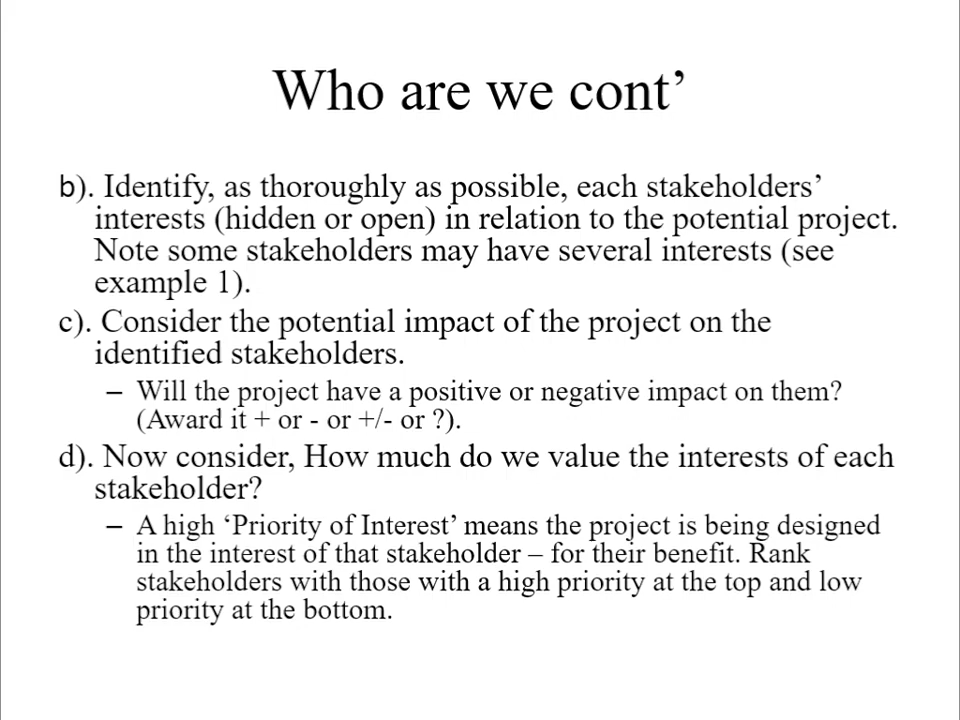 Who are we cont’
b). Identify, as thoroughly as possible, each stakeholders’
interests (hidden or open) in relation to the potential project.
Note some stakeholders may have several interests (see
example 1).
c). Consider the potential impact of the project on the
identified stakeholders.
– Will the project have a positive or negative impact on them?
(Award it + or - or +/- or ?).
d). Now consider, How much do we value the interests of each
stakeholder?
– A high ‘Priority of Interest’ means the project is being designed
in the interest of that stakeholder – for their benefit. Rank
stakeholders with those with a high priority at the top and low
priority at the bottom.